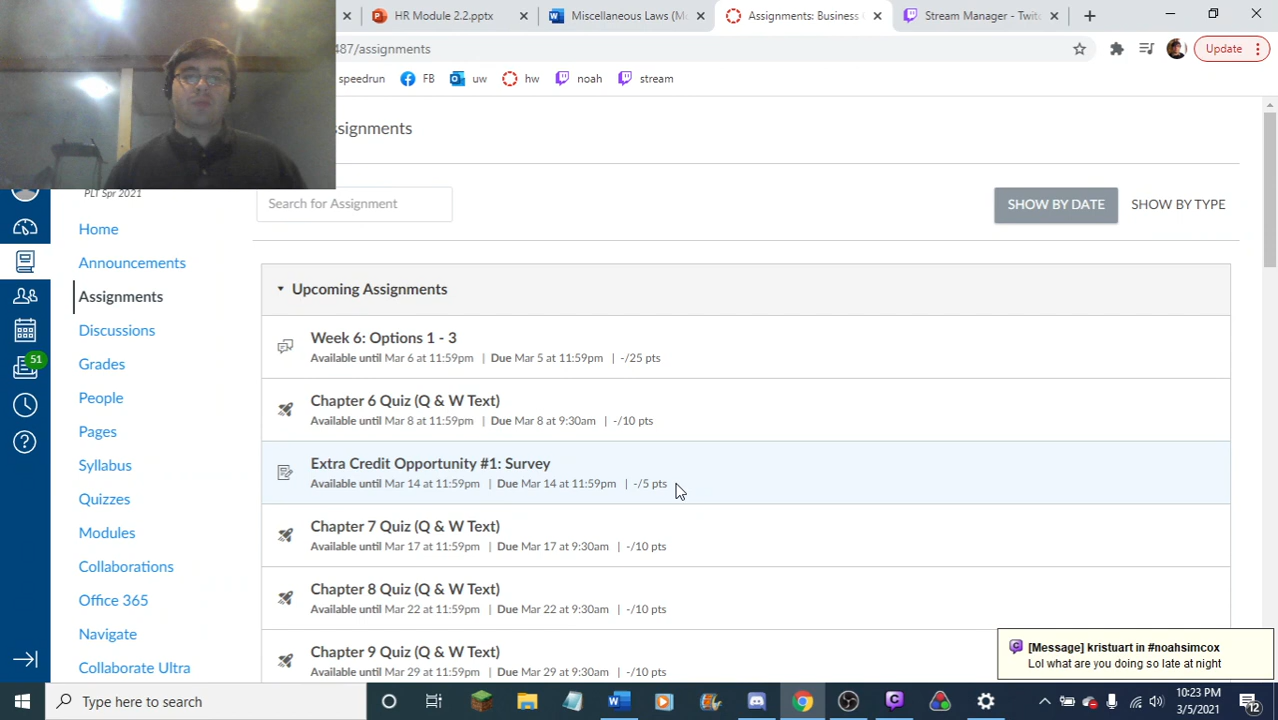 HR Module 2.2.pptx
Miscellaneous Laws (M
Assignments: Business
Stream Manager - Twitc
487/assignments
Update
speedrun
FB
uw
hw
noah
stream
ssignments
PLT Spr 2021
Search for Assignment
SHOW BY DATE
SHOW BY TYPE
Home
Announcements
Assignments
Discussions
Grades
People
Pages
Syllabus
Quizzes
Modules
Collaborations
Office 365
Navigate
Collaborate Ultra
51
Upcoming Assignments
Week 6: Options 1 - 3
Available until Mar 6 at 11:59pm | Due Mar 5 at 11:59pm | -/25 pts
Chapter 6 Quiz (Q & W Text)
Available until Mar 8 at 11:59pm | Due Mar 8 at 9:30am | -/10 pts
Extra Credit Opportunity #1: Survey
Available until Mar 14 at 11:59pm | Due Mar 14 at 11:59pm | -/5 pts
Chapter 7 Quiz (Q & W Text)
Available until Mar 17 at 11:59pm | Due Mar 17 at 9:30am | -/10 pts
Chapter 8 Quiz (Q & W Text)
Available until Mar 22 at 11:59pm | Due Mar 22 at 9:30am | -/10 pts
Chapter 9 Quiz (Q & W Text)
Available until Mar 29 at 11:59pm | Due Mar 29 at 9:30am | -/10 pts
[Message] kristuart in #noahsimcox
Lol what are you doing so late at night
Type here to search
10:23 PM
3/5/2021
12